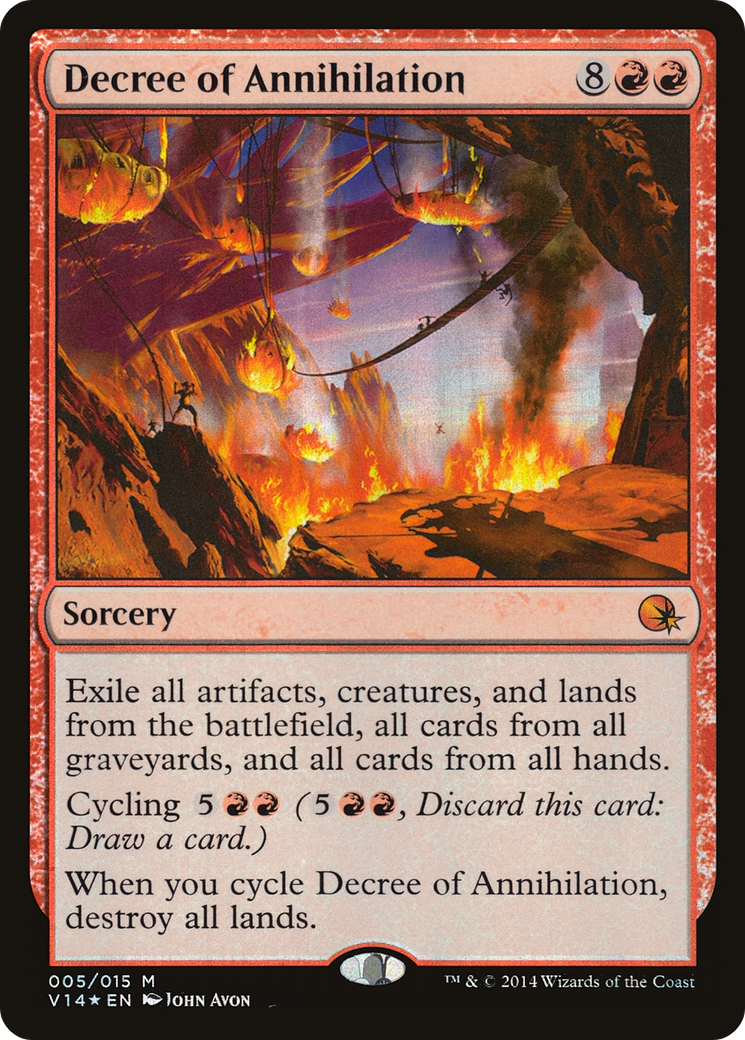 Decree of Annihilation 8
Sorcery
Exile all artifacts, creatures, and lands
from the battlefield, all cards from all
graveyards, and all cards from all hands.
Cycling 5 (5, Discard this card:
Draw a card.)
When you cycle Decree of Annihilation,
destroy all lands.
005/015 M
V14★EN John Avon
™ & © 2014 Wizards of the Coast